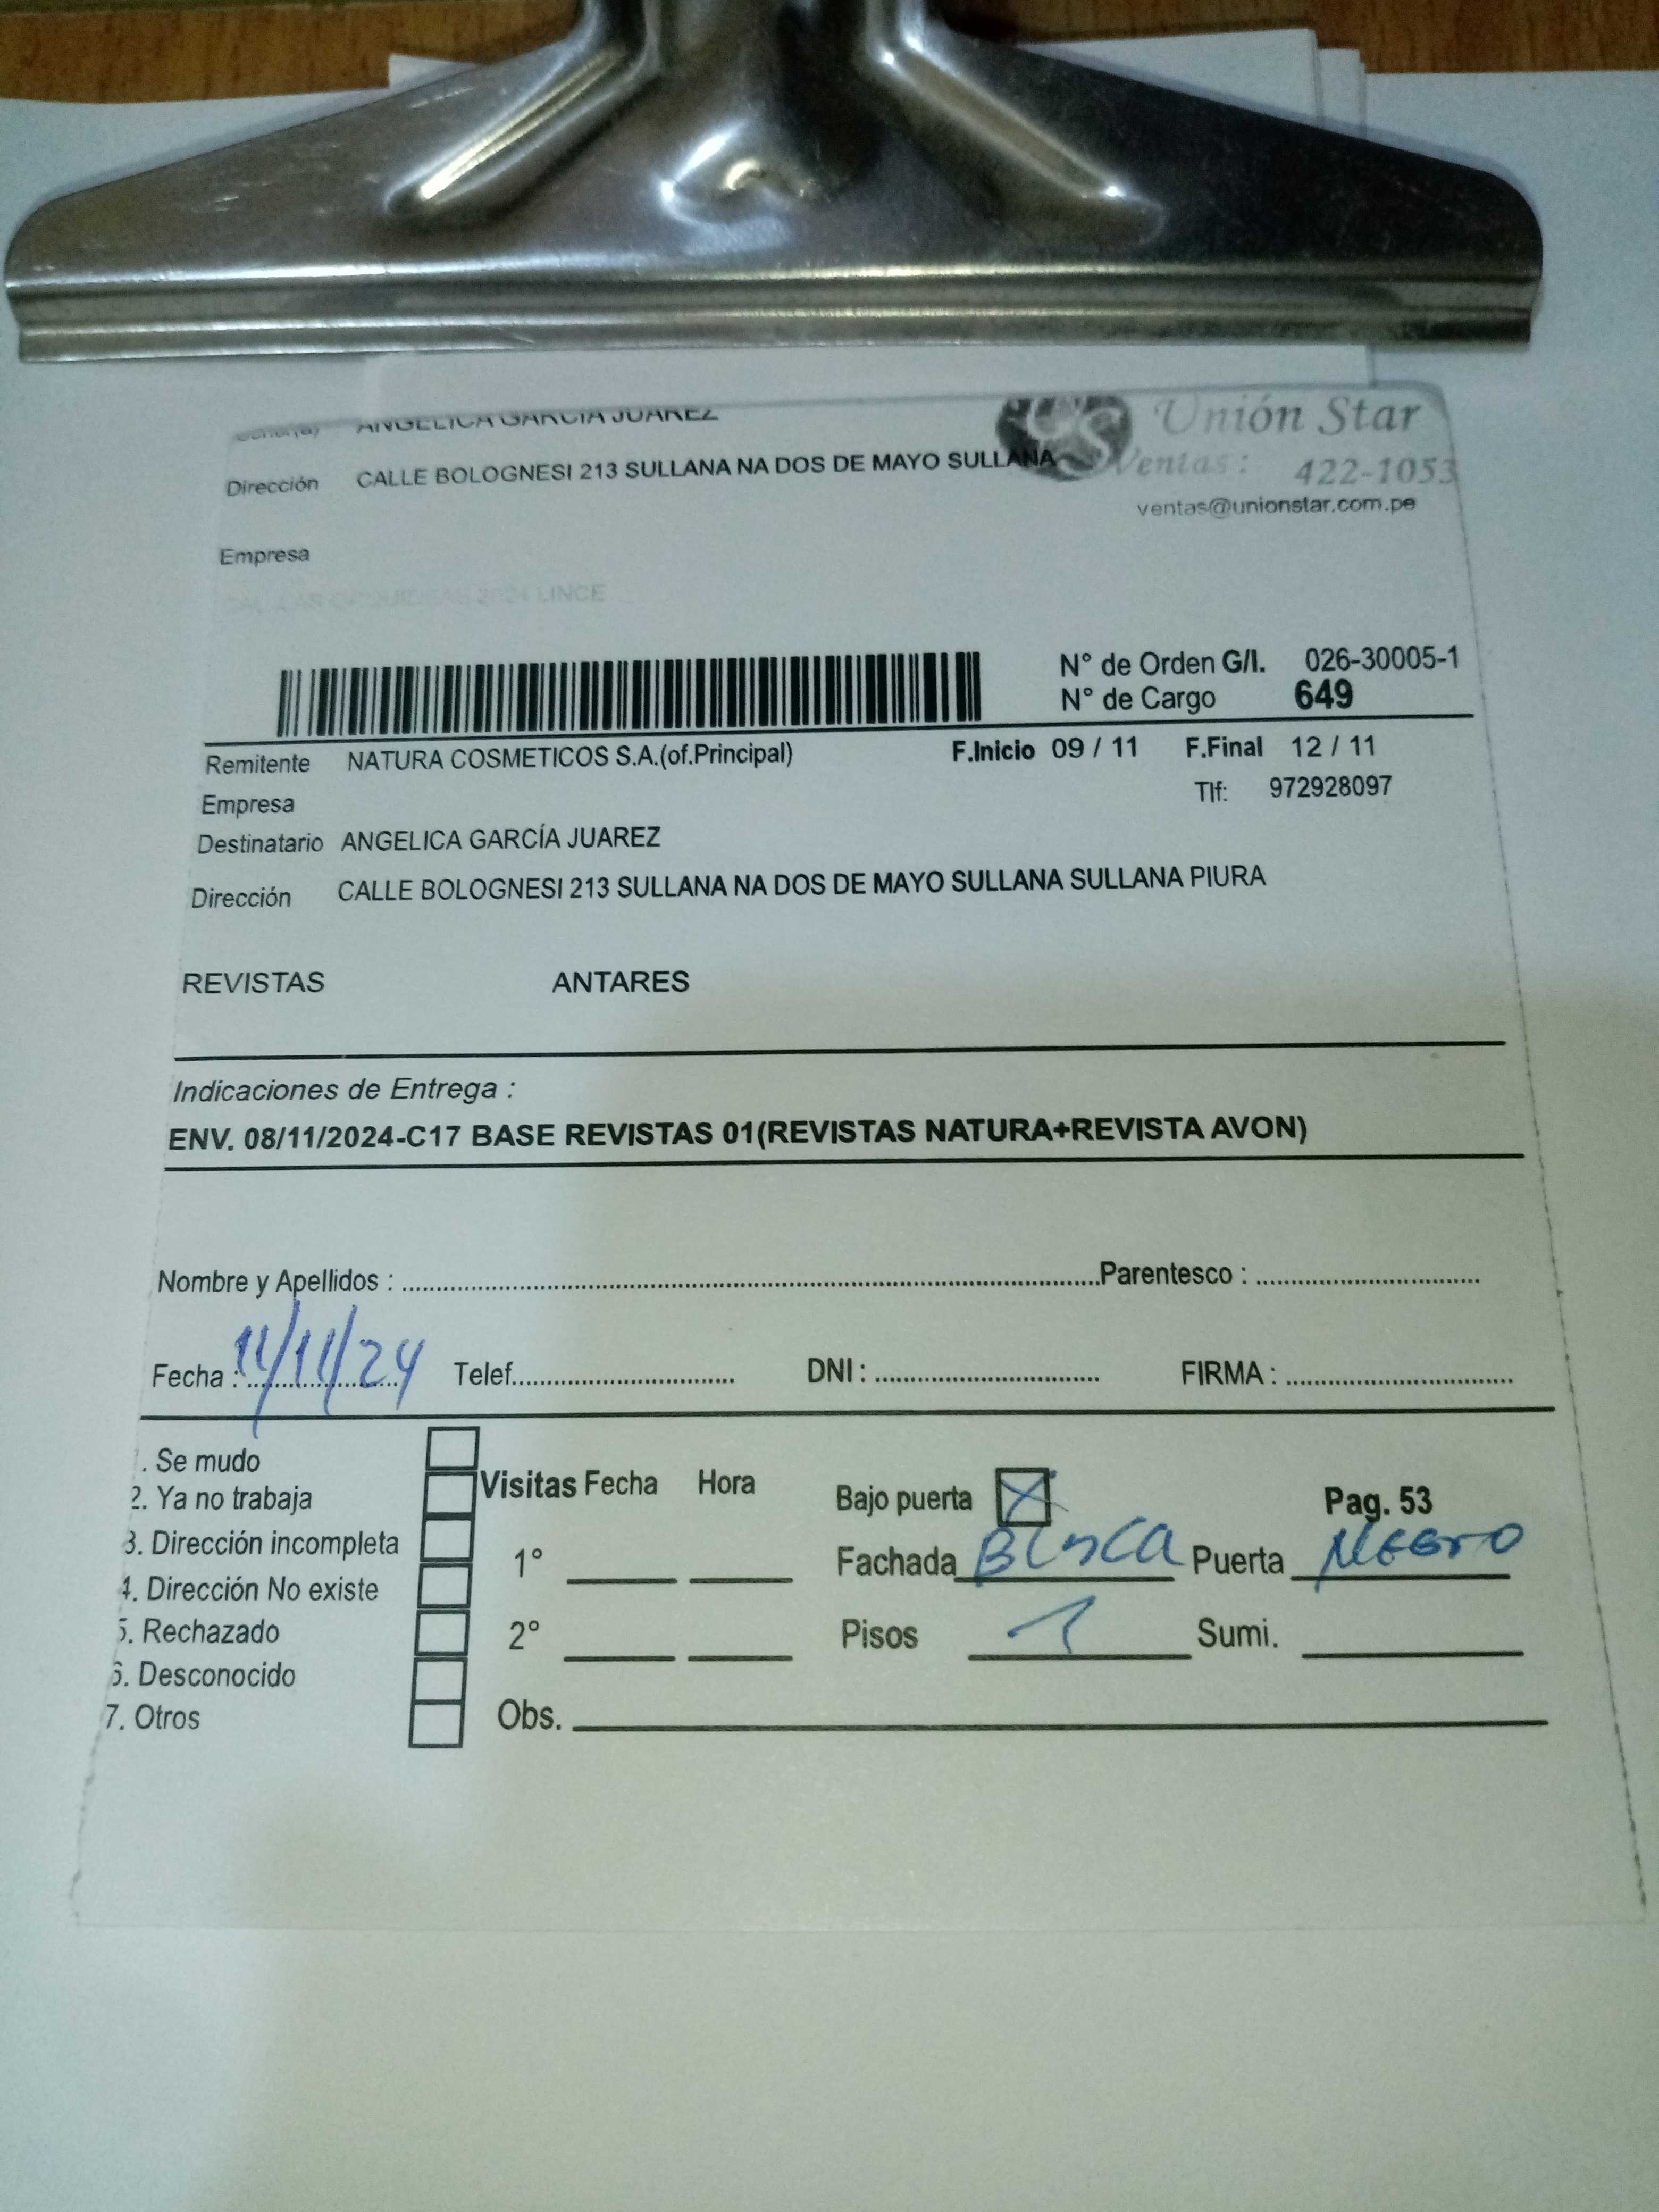 Señor(a) ANGELICA GARCÍA JUAREZ
Unión Star
Dirección CALLE BOLOGNESI 213 SULLANA NA DOS DE MAYO SULLANA
Ventas: 422-1053
ventas@unionstar.com.pe
Empresa
2024 LINCE
N° de Orden G/I. 026-30005-1
N° de Cargo 649
Remitente NATURA COSMETICOS S.A.(of.Principal) F.Inicio 09 / 11 F.Final 12 / 11
Empresa Tlf: 972928097
Destinatario ANGELICA GARCÍA JUAREZ
Dirección CALLE BOLOGNESI 213 SULLANA NA DOS DE MAYO SULLANA SULLANA PIURA
REVISTAS ANTARES
Indicaciones de Entrega :
ENV. 08/11/2024-C17 BASE REVISTAS 01(REVISTAS NATURA+REVISTA AVON)
Nombre y Apellidos : Parentesco :
Fecha : 11/11/24 Telef. DNI : FIRMA :
. Se mudo
2. Ya no trabaja
3. Dirección incompleta
4. Dirección No existe
5. Rechazado
6. Desconocido
7. Otros
Visitas Fecha Hora
1°
2°
Obs.
Bajo puerta X Pag. 53
Fachada Blnca Puerta Negro
Pisos 1 Sumi.